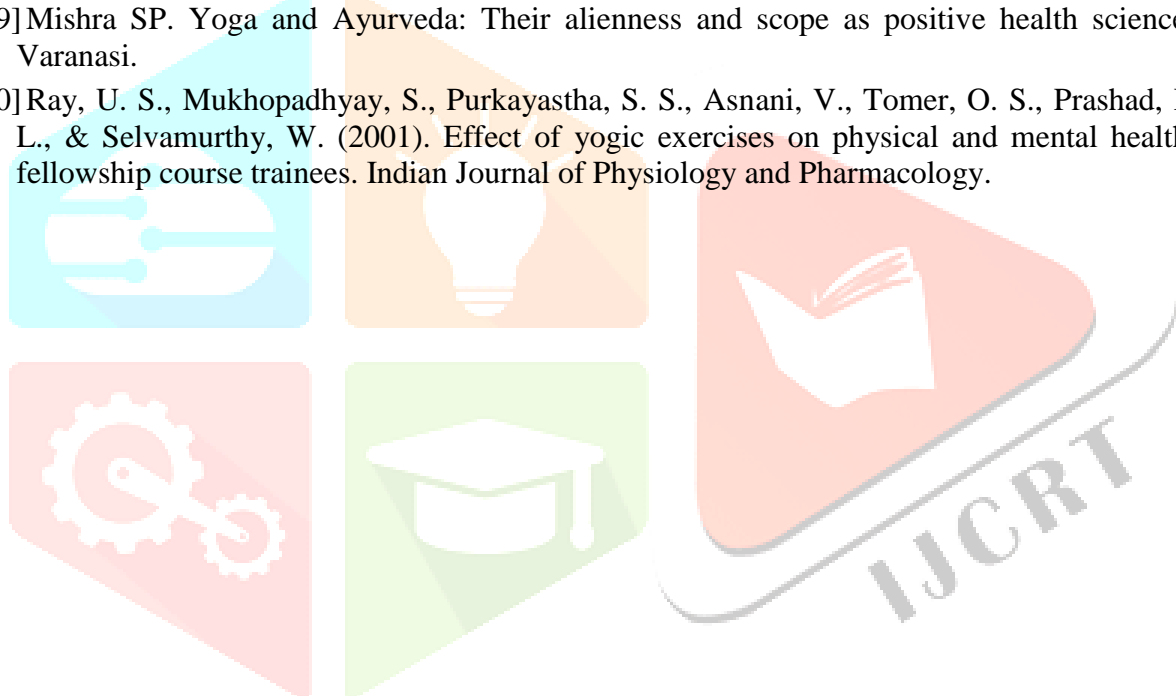 9] Mishra SP. Yoga and Ayurveda: Their alienness and scope as positive health science
Varanasi.
0] Ray, U. S., Mukhopadhyay, S., Purkayastha, S. S., Asnani, V., Tomer, O. S., Prashad,
L., & Selvamurthy, W. (2001). Effect of yogic exercises on physical and mental health
fellowship course trainees. Indian Journal of Physiology and Pharmacology.
IJCRT